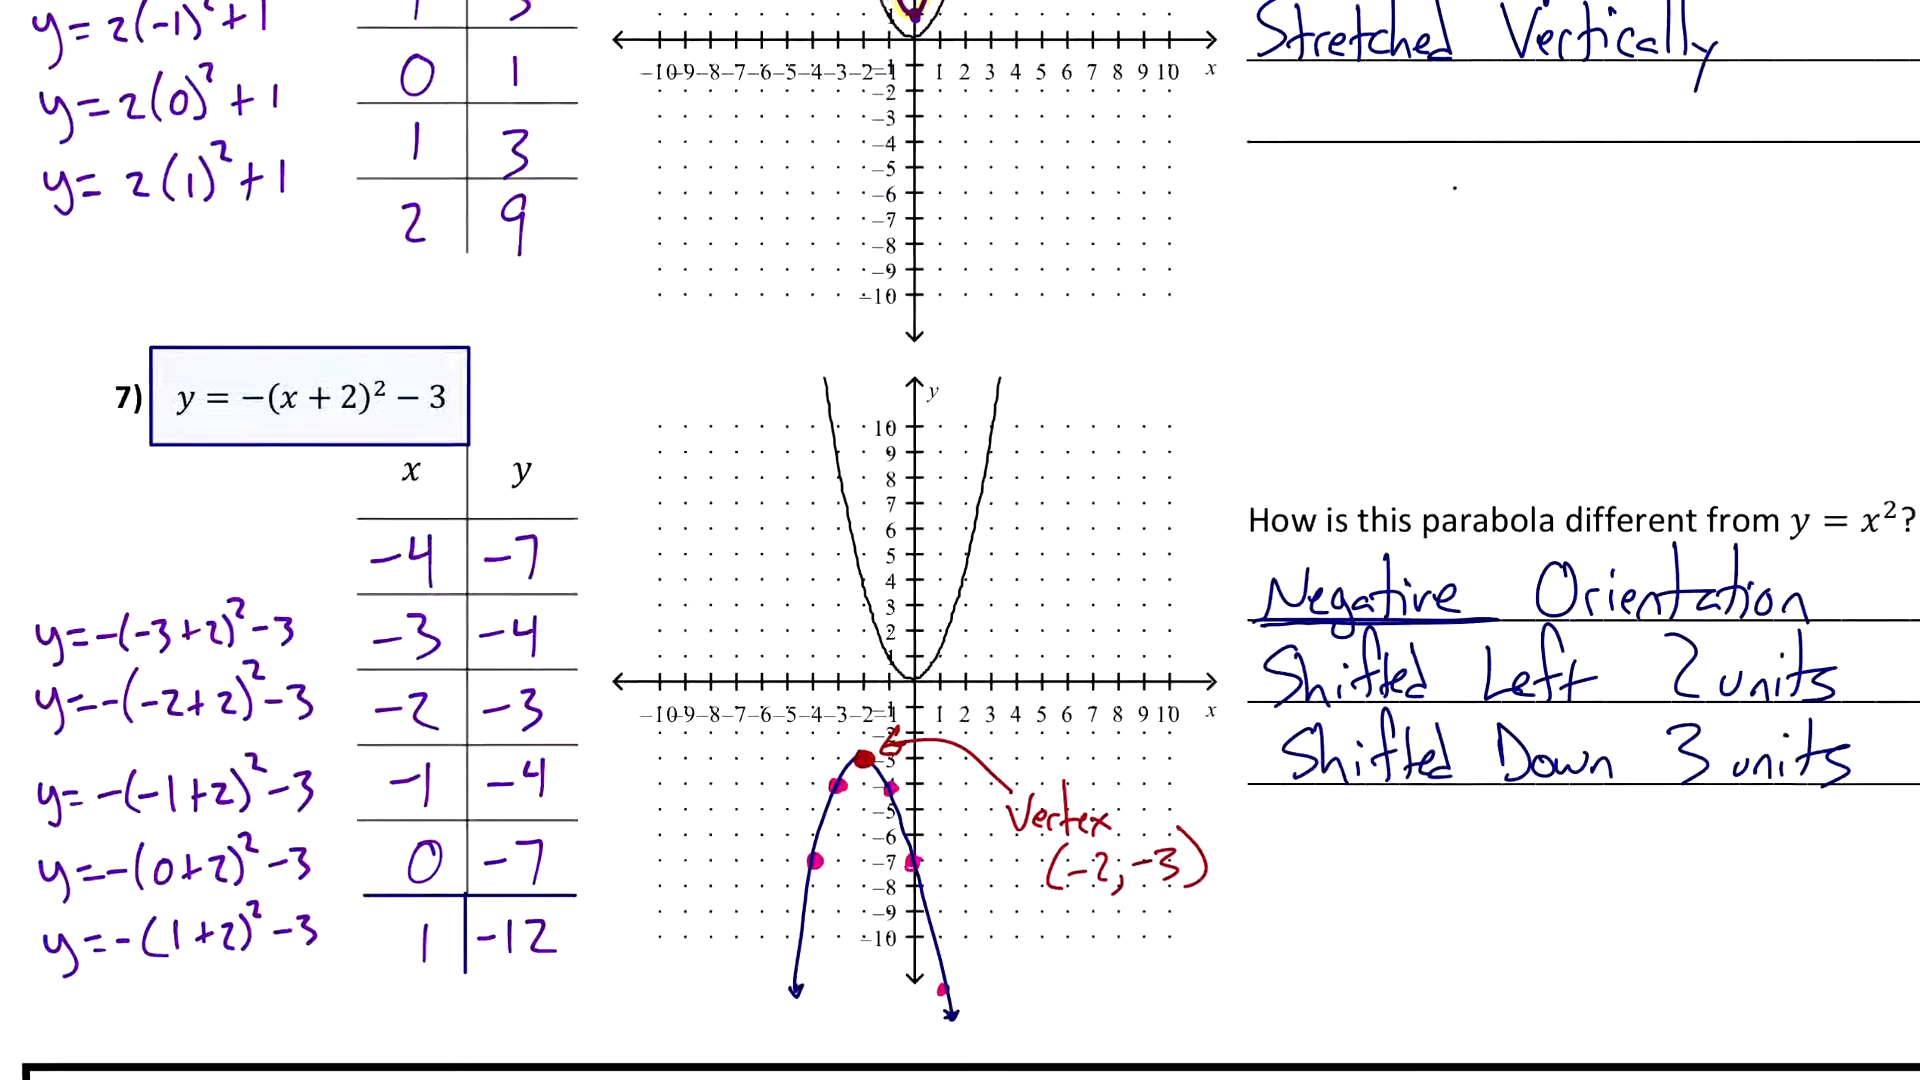 y=2(-1)²+1
1 3
y=2(0)²+1
0 1
y=2(1)²+1
1 3
2 9
Stretched Vertically
1
-10-9-8-7-6-5-4-3-2-1 1 2 3 4 5 6 7 8 9 10 x
-1
-2
-3
-4
-5
-6
-7
-8
-9
-10
7) y = −(x + 2)² − 3
x y
-4 -7
y=-(-3+2)²-3 -3 -4
y=-(-2+2)²-3 -2 -3
y=-(-1+2)²-3 -1 -4
y=-(0+2)²-3 0 -7
y=-(1+2)²-3 1 -12
y
10
9
8
7
6
5
4
3
2
1
-10-9-8-7-6-5-4-3-2-1 1 2 3 4 5 6 7 8 9 10 x
-1
-2
-3
-4
-5
-6
-7
-8
-9
-10
Vertex
(-2,-3)
How is this parabola different from y = x²?
Negative Orientation
Shifted Left 2 units
Shifted Down 3 units